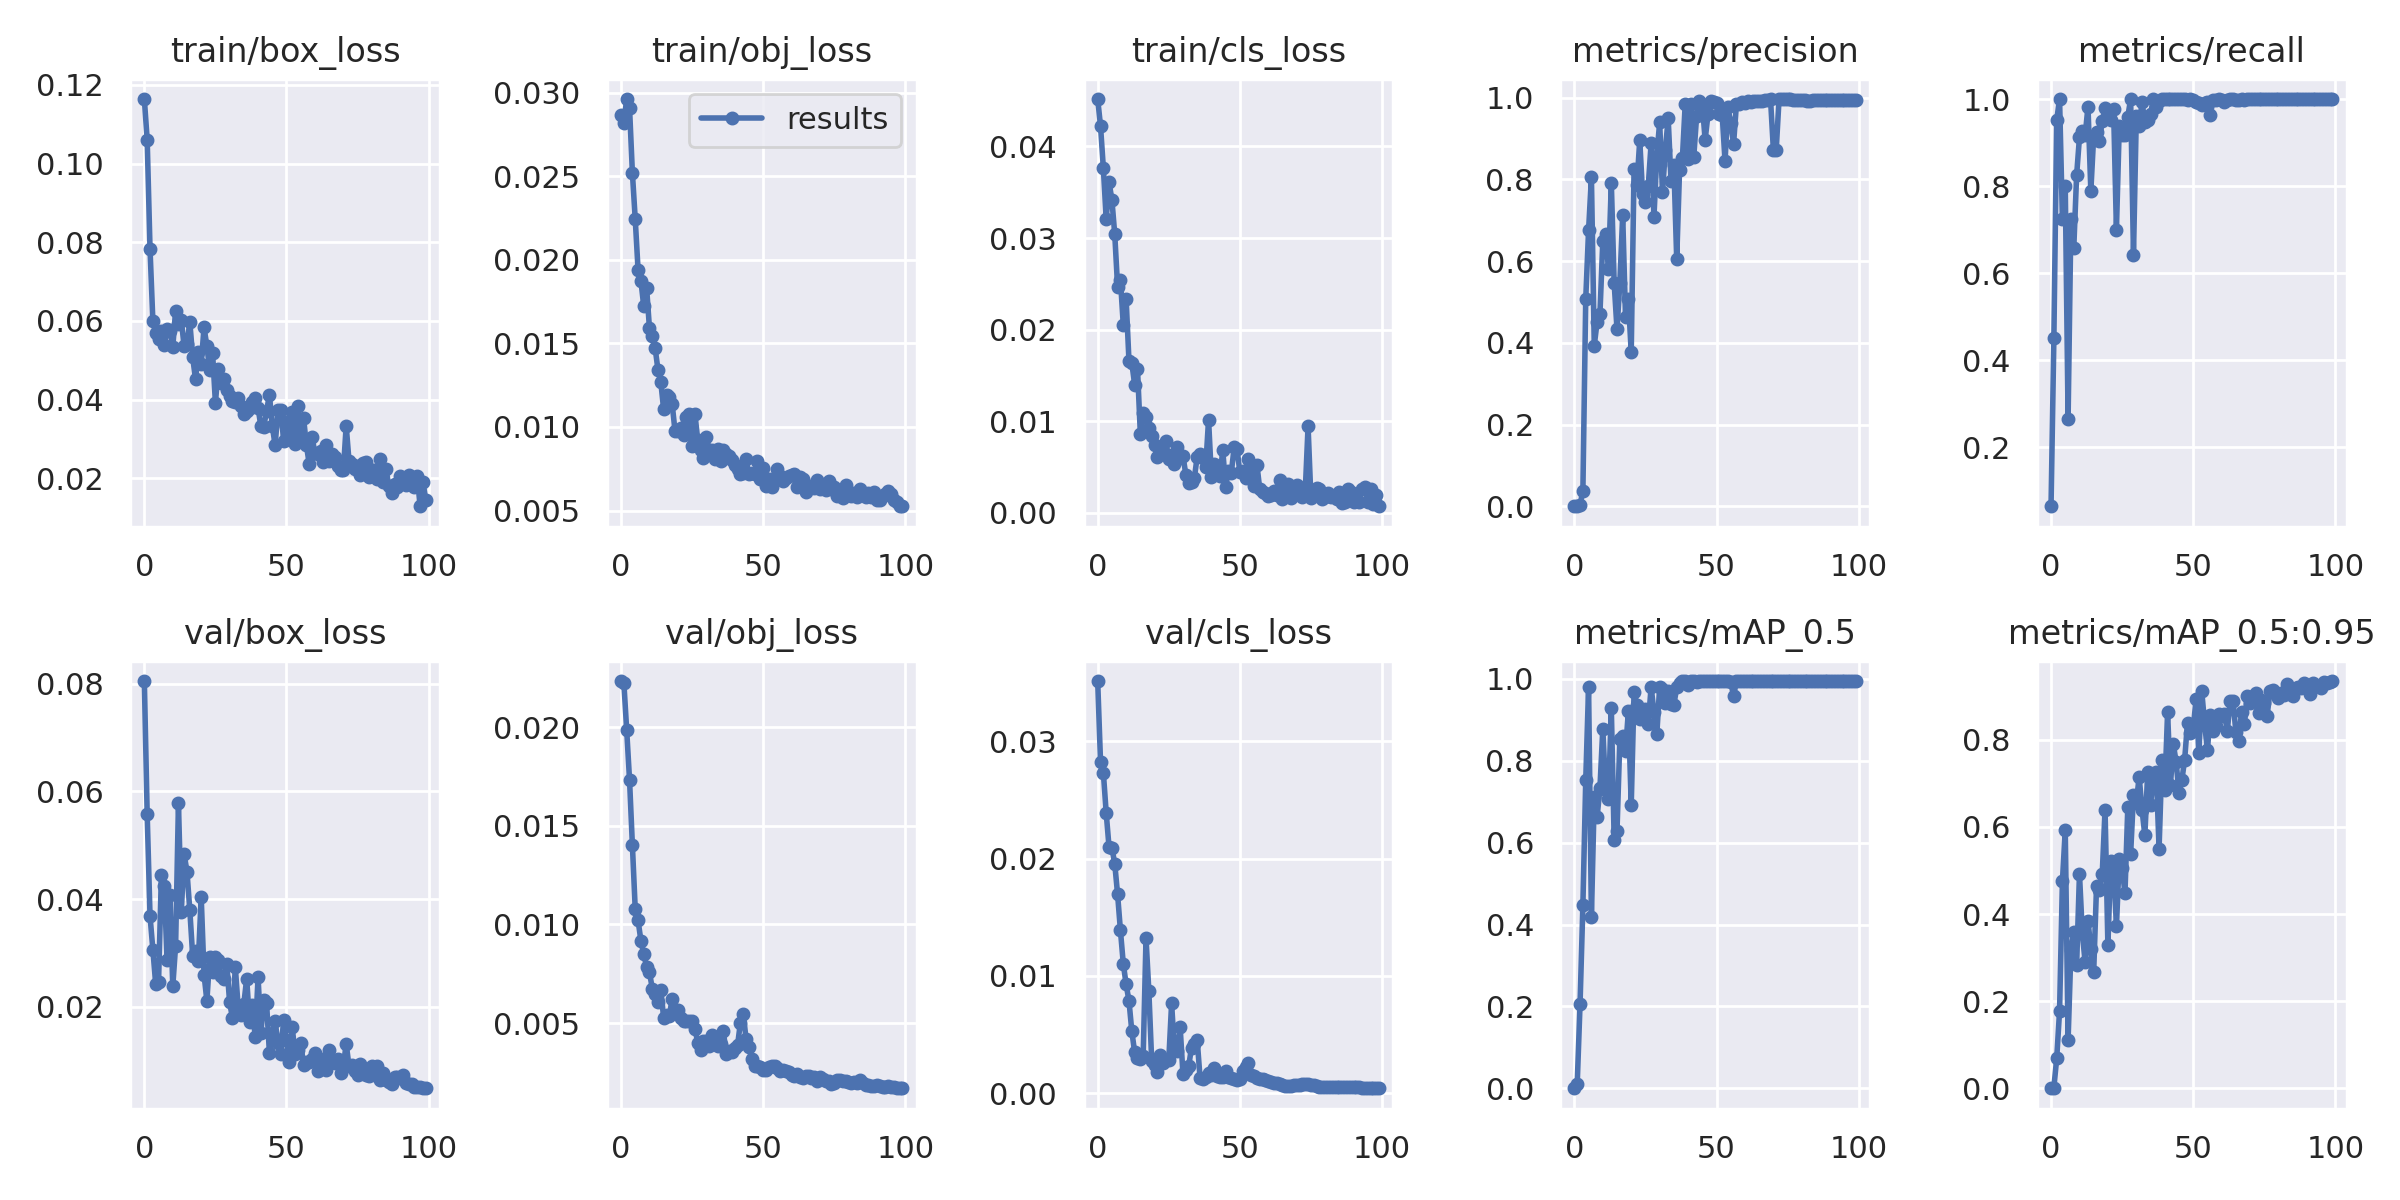 train/box_loss
0.12
0.10
0.08
0.06
0.04
0.02
0 50 100
train/obj_loss
results
0.030
0.025
0.020
0.015
0.010
0.005
0 50 100
train/cls_loss
0.04
0.03
0.02
0.01
0.00
0 50 100
metrics/precision
1.0
0.8
0.6
0.4
0.2
0.0
0 50 100
metrics/recall
1.0
0.8
0.6
0.4
0.2
0 50 100
val/box_loss
0.08
0.06
0.04
0.02
0 50 100
val/obj_loss
0.020
0.015
0.010
0.005
0 50 100
val/cls_loss
0.03
0.02
0.01
0.00
0 50 100
metrics/mAP_0.5
1.0
0.8
0.6
0.4
0.2
0.0
0 50 100
metrics/mAP_0.5:0.95
0.8
0.6
0.4
0.2
0.0
0 50 100